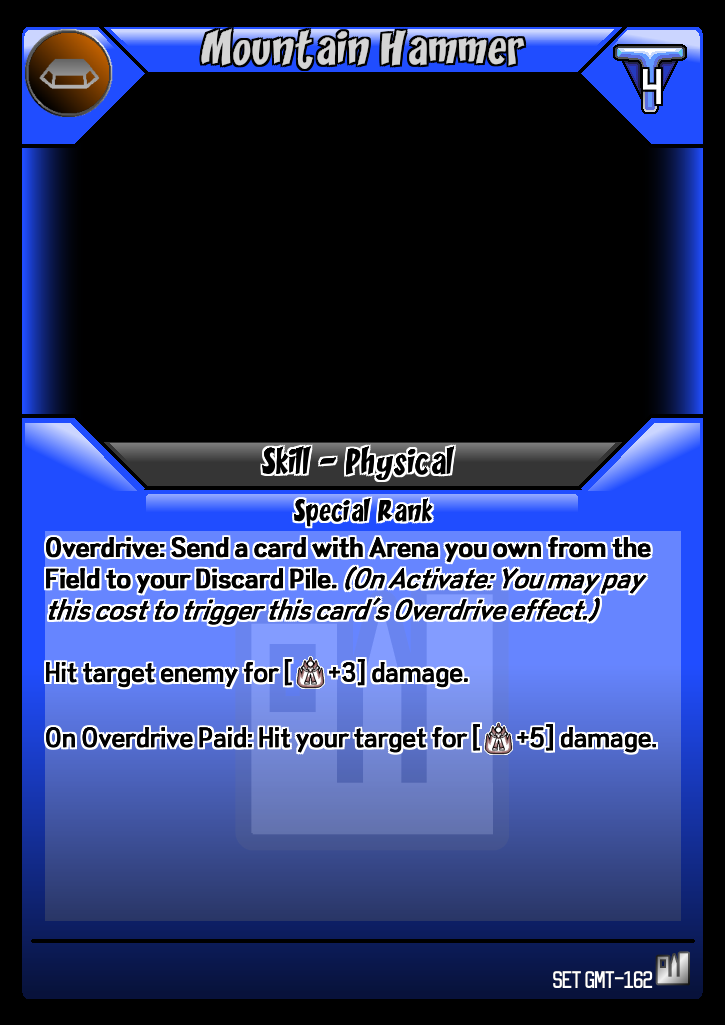 Mountain Hammer
4
Skill - Physical
Special Rank
Overdrive: Send a card with Arena you own from the
Field to your Discard Pile. (On Activate: You may pay
this cost to trigger this card's Overdrive effect.)
Hit target enemy for [ +3] damage.
On Overdrive Paid: Hit your target for [ +5] damage.
SET GMT-162